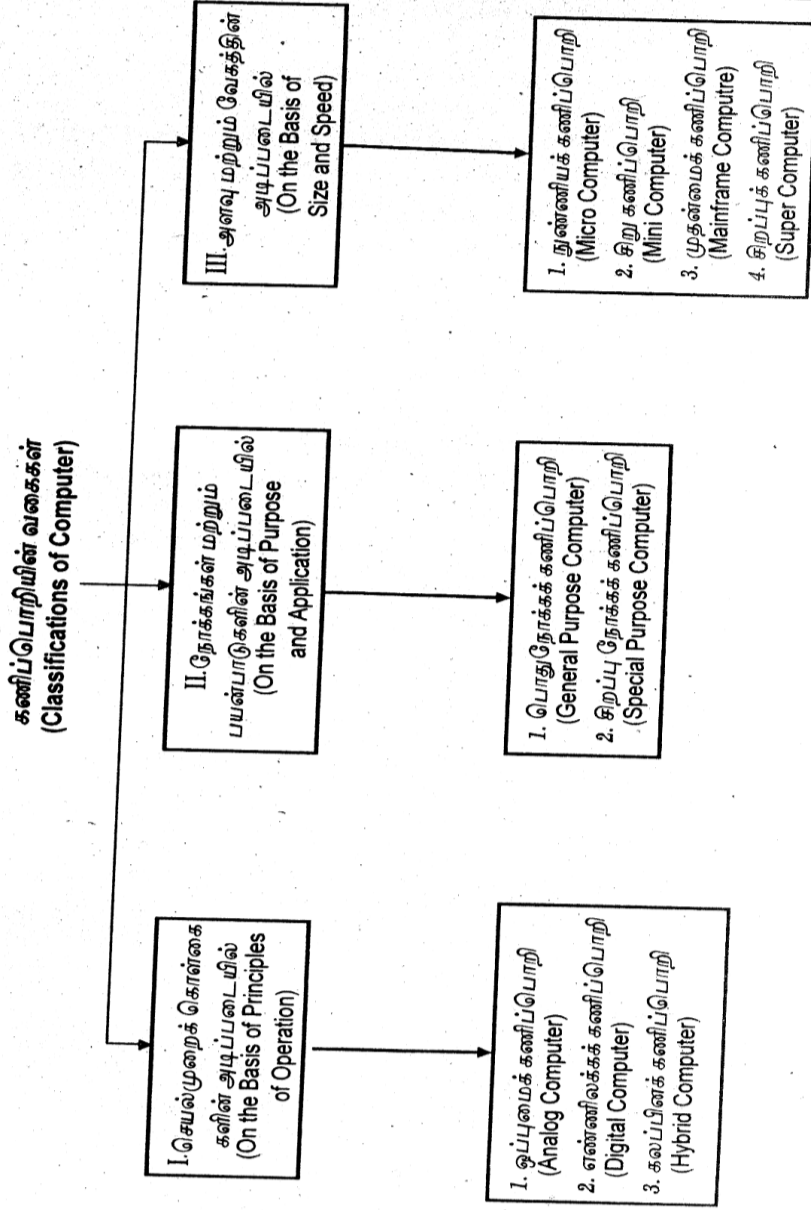 கணிப்பொறியின் வகைகள்
(Classifications of Computer)
I.செயல்முறைக் கொள்கை
களின் அடிப்படையில்
(On the Basis of Principles
of Operation)
II.நோக்கங்கள் மற்றும்
பயன்பாடுகளின் அடிப்படையில்
(On the Basis of Purpose
and Application)
III.அளவு மற்றும் வேகத்தின்
அடிப்படையில்
(On the Basis of
Size and Speed)
1. ஒப்புமைக் கணிப்பொறி
(Analog Computer)
2. எண்ணிலக்கக் கணிப்பொறி
(Digital Computer)
3. கலப்பினக் கணிப்பொறி
(Hybrid Computer)
1. பொதுநோக்கக் கணிப்பொறி
(General Purpose Computer)
2. சிறப்பு நோக்கக் கணிப்பொறி
(Special Purpose Computer)
1. நுண்ணியக் கணிப்பொறி
(Micro Computer)
2. சிறு கணிப்பொறி
(Mini Computer)
3. முதன்மைக் கணிப்பொறி
(Mainframe Computre)
4. சிறப்புக் கணிப்பொறி
(Super Computer)